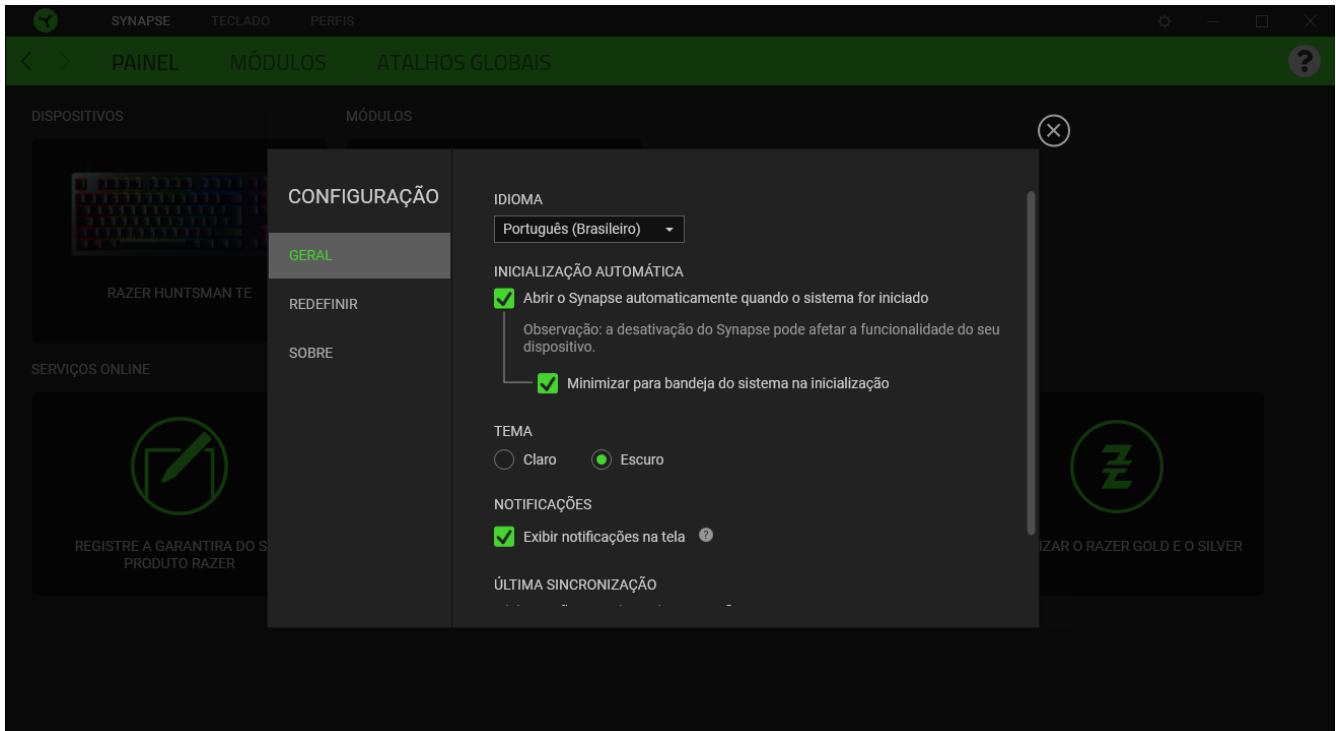 SYNAPSE TECLADO PERFIS
PAINEL MÓDULOS ATALHOS GLOBAIS
?
DISPOSITIVOS
MÓDULOS
RAZER HUNTSMAN TE
SERVIÇOS ONLINE
REGISTRE A GARANTIRA DO S
PRODUTO RAZER
IZAR O RAZER GOLD E O SILVER
CONFIGURAÇÃO
GERAL
REDEFINIR
SOBRE
IDIOMA
Português (Brasileiro)
INICIALIZAÇÃO AUTOMÁTICA
Abrir o Synapse automaticamente quando o sistema for iniciado
Observação: a desativação do Synapse pode afetar a funcionalidade do seu
dispositivo.
Minimizar para bandeja do sistema na inicialização
TEMA
Claro Escuro
NOTIFICAÇÕES
Exibir notificações na tela ?
ÚLTIMA SINCRONIZAÇÃO